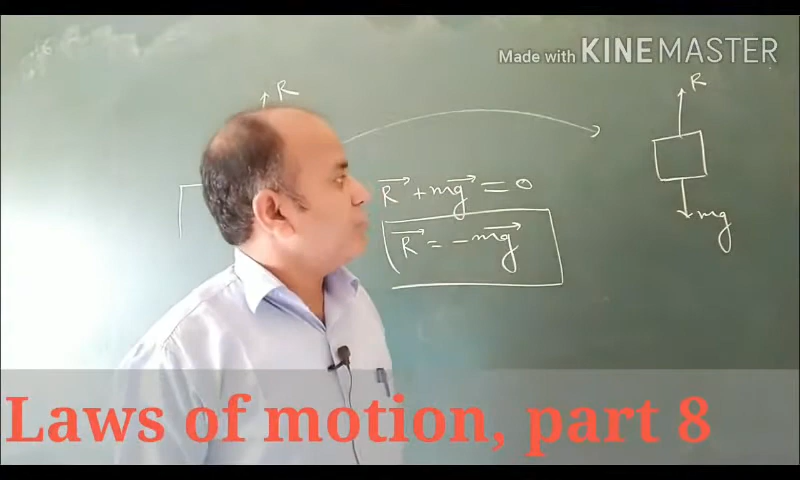 Made with KINEMASTER
R
R
R⃗ + mg⃗ = 0
R⃗ = -mg⃗
mg
Laws of motion, part 8